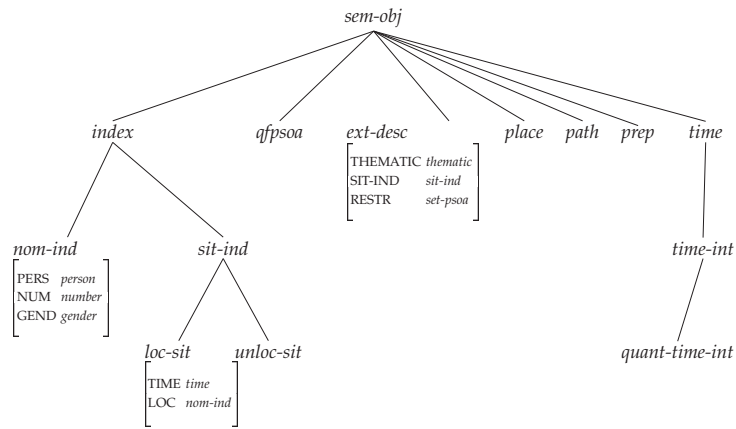 sem-obj
index qfpsoa ext-desc place path prep time
THEMATIC thematic
SIT-IND sit-ind
RESTR set-psoa
nom-ind sit-ind time-int
PERS person
NUM number
GEND gender
loc-sit unloc-sit quant-time-int
TIME time
LOC nom-ind